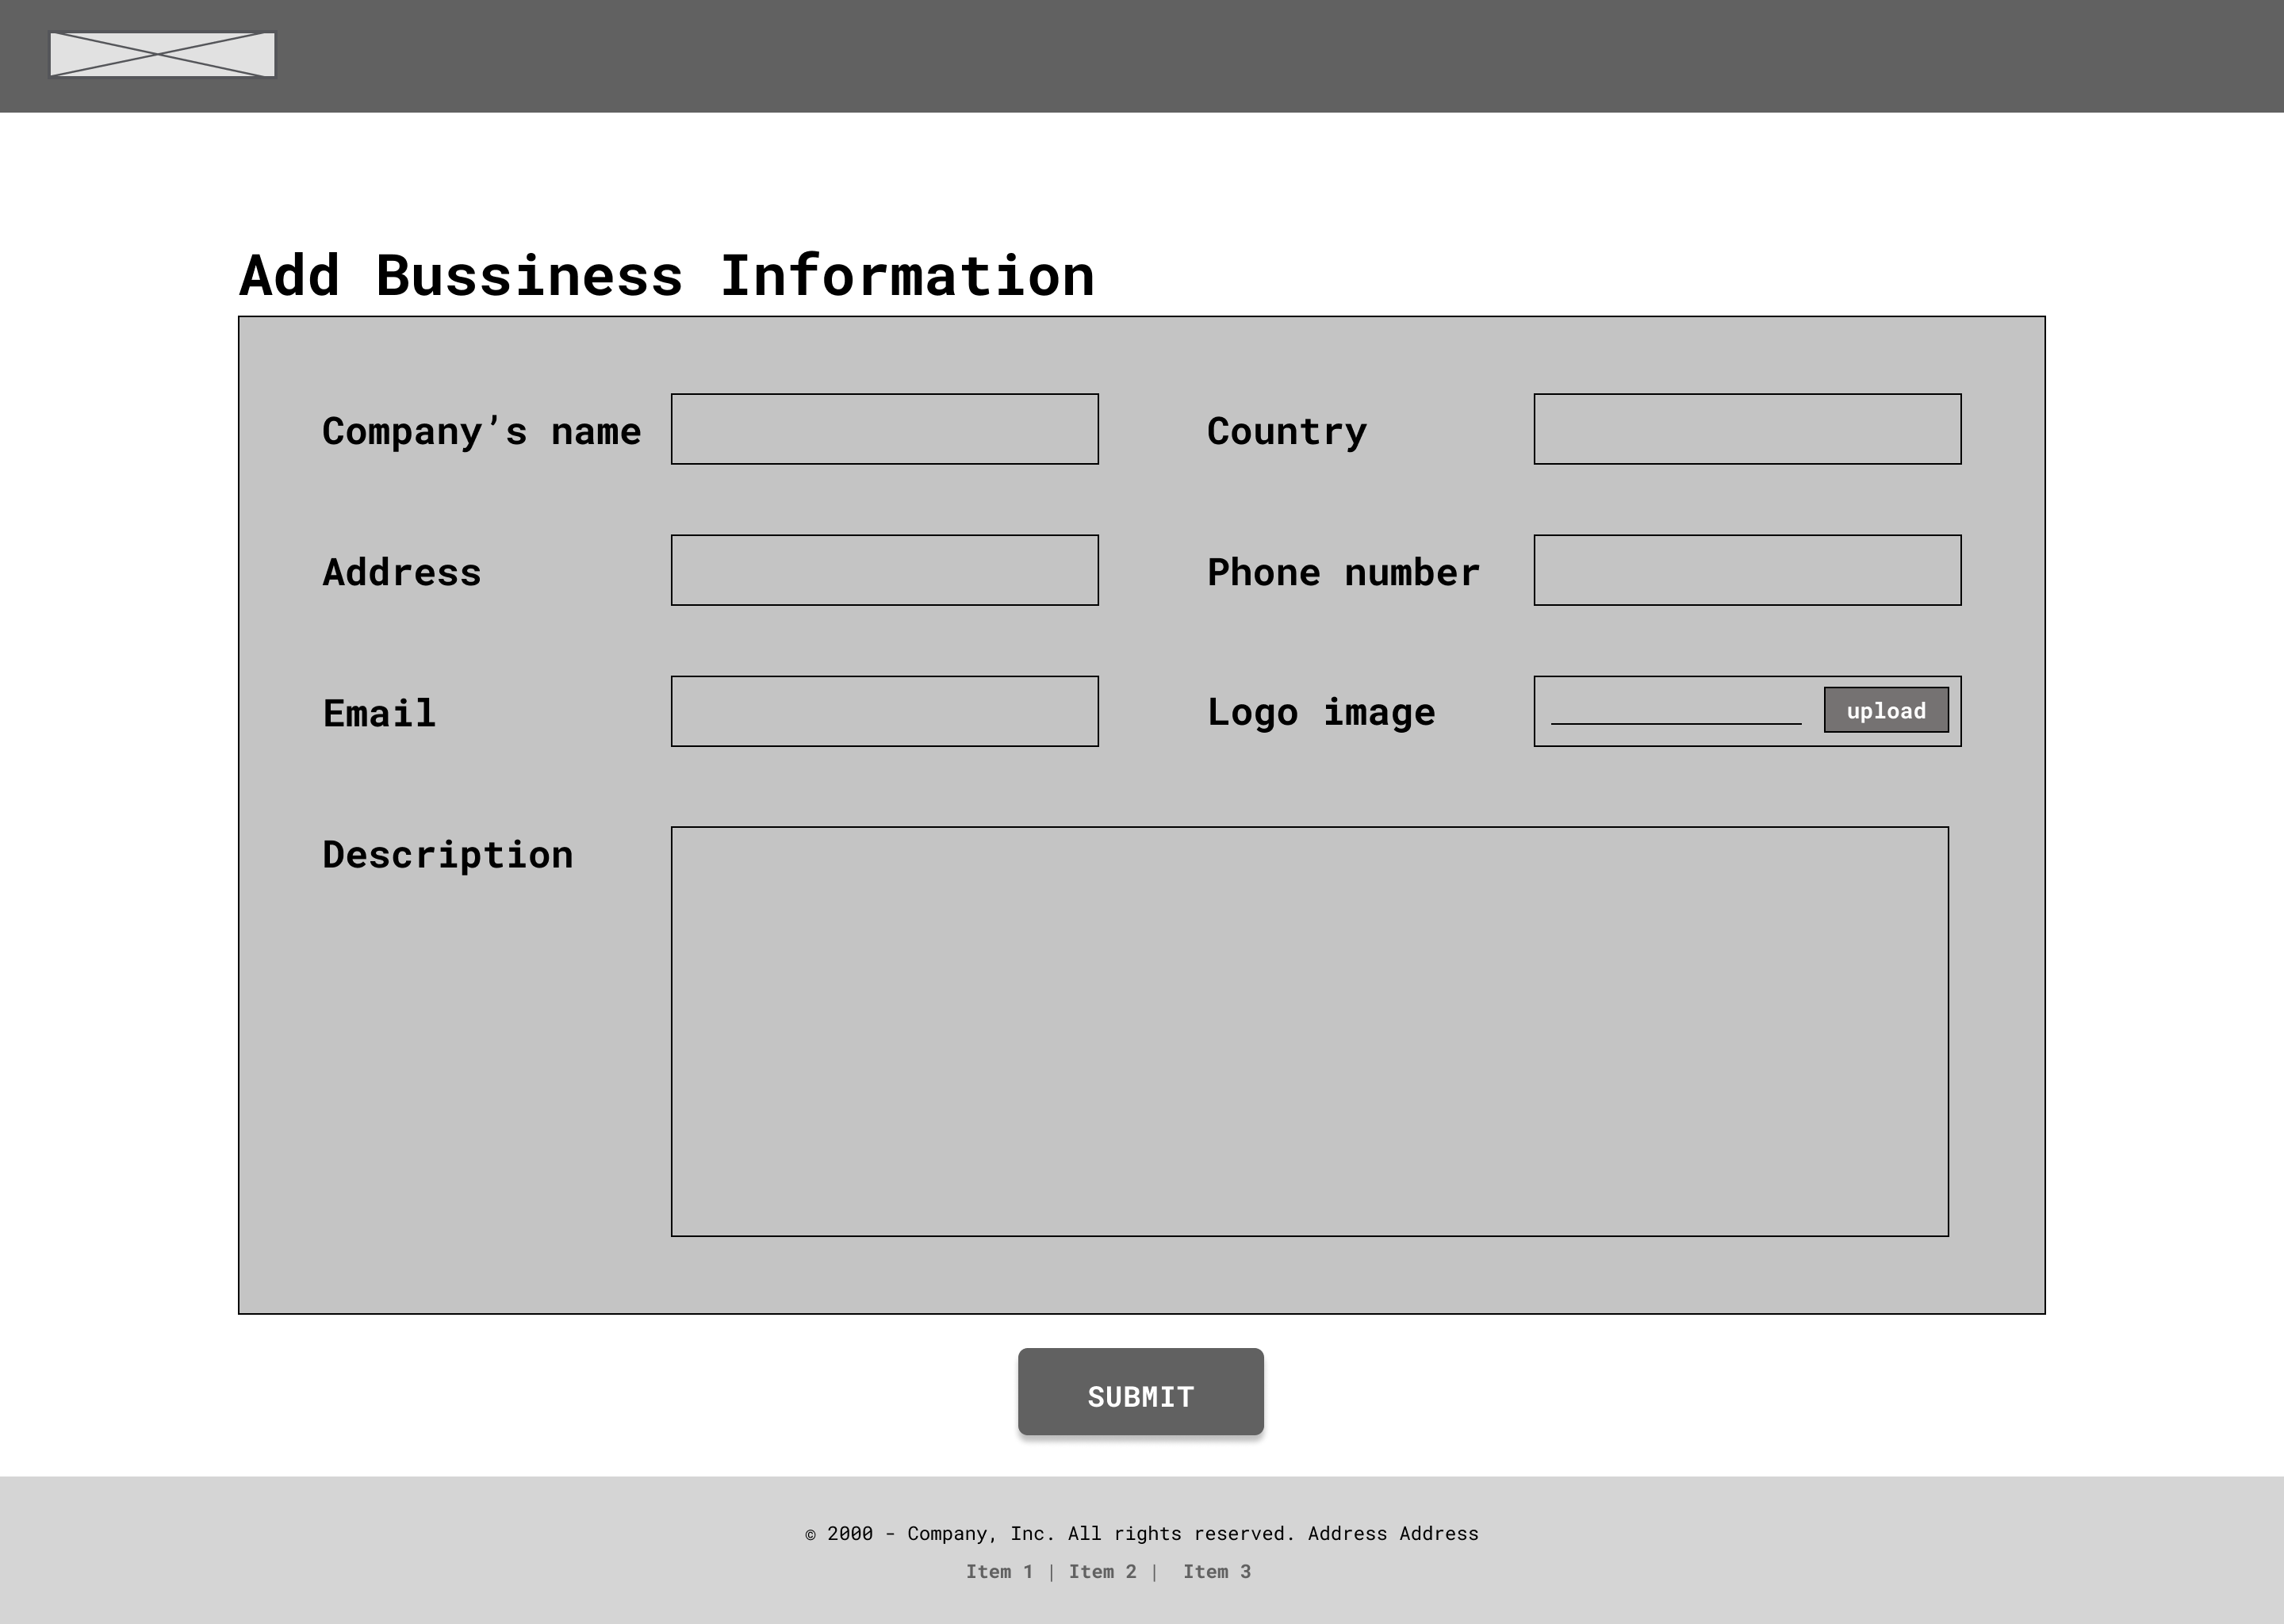 Add Bussiness Information
Company’s name
Country
Address
Phone number
Email
Logo image
upload
Description
SUBMIT
© 2000 - Company, Inc. All rights reserved. Address Address
Item 1 | Item 2 | Item 3